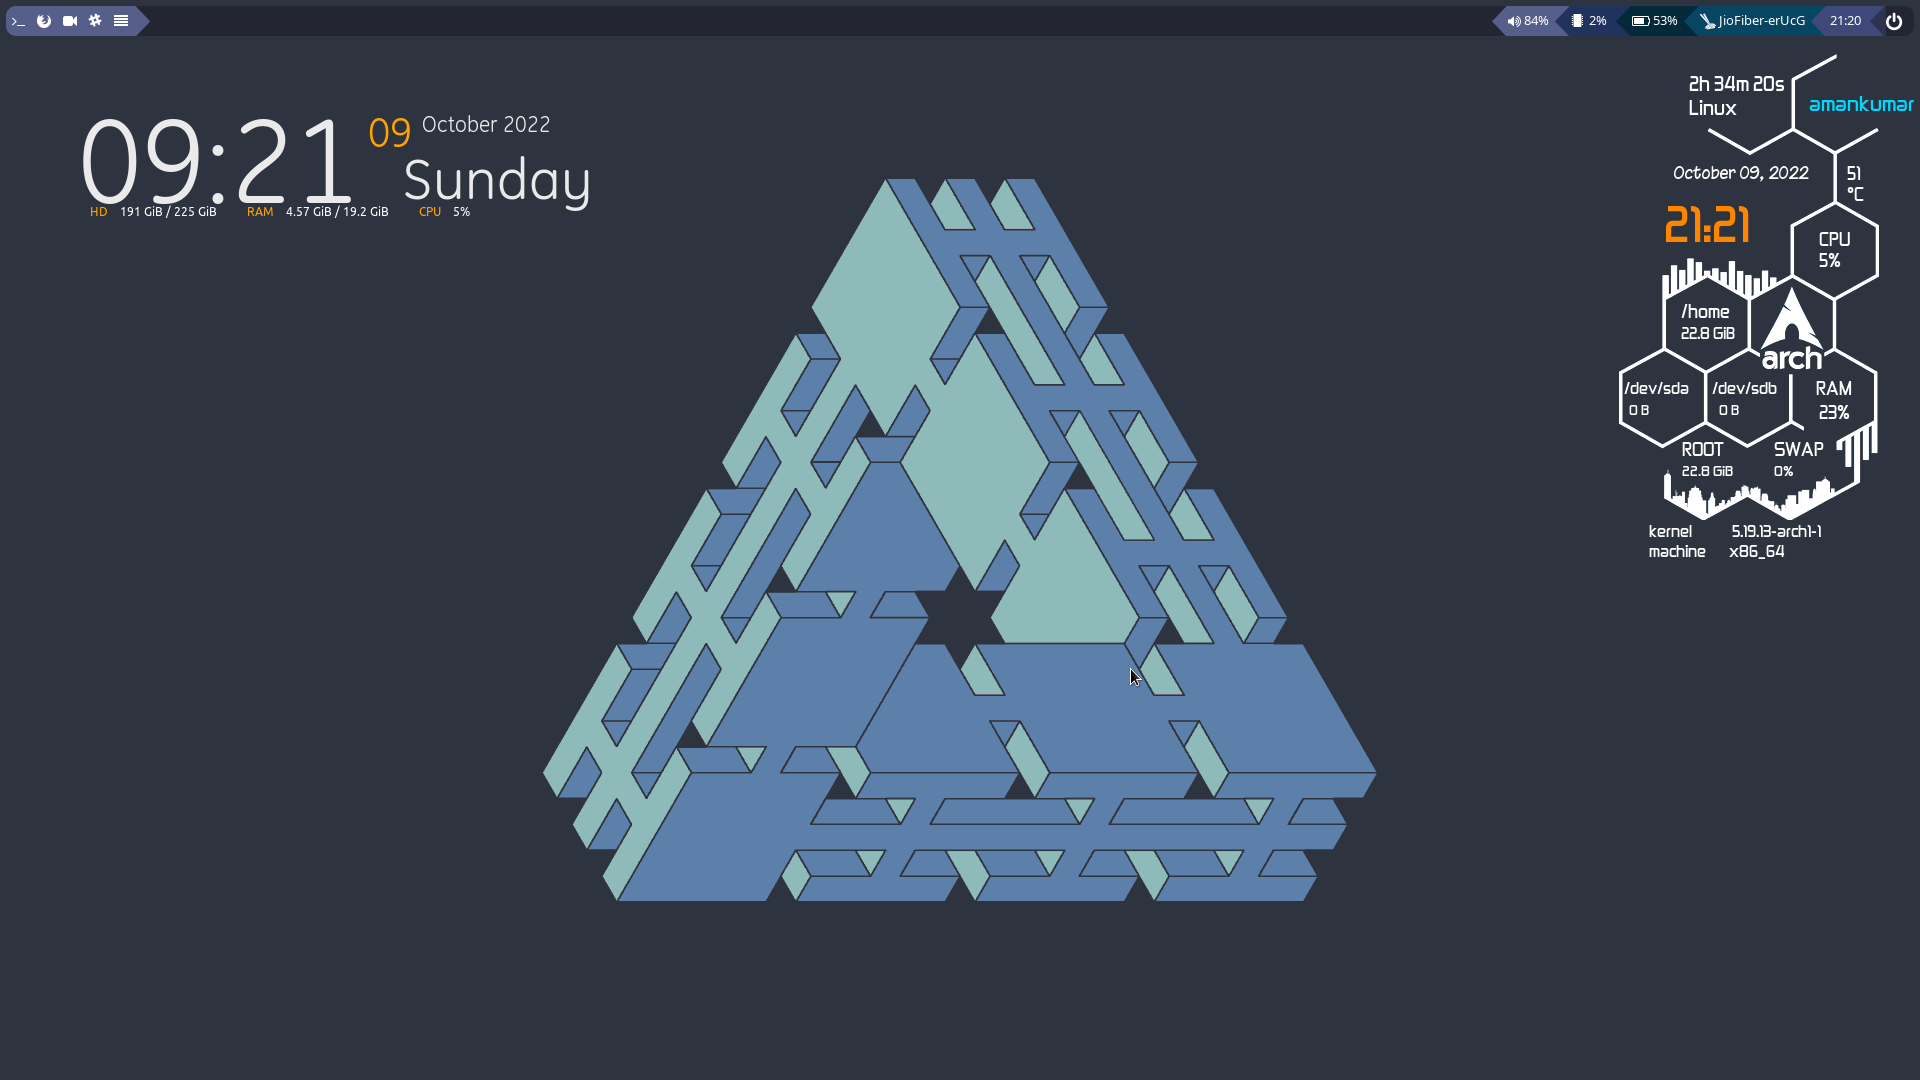 84% 2% 53% JioFiber-erUcG 21:20
09:21 09 October 2022
Sunday
HD 191 GiB / 225 GiB RAM 4.57 GiB / 19.2 GiB CPU 5%
2h 34m 20s
Linux
amankumar
October 09, 2022
51
°C
21:21
CPU
5%
/home
22.8 GiB
arch
/dev/sda
0 B
/dev/sdb
0 B
RAM
23%
ROOT
22.8 GiB
SWAP
0%
kernel 5.19.13-arch1-1
machine x86_64